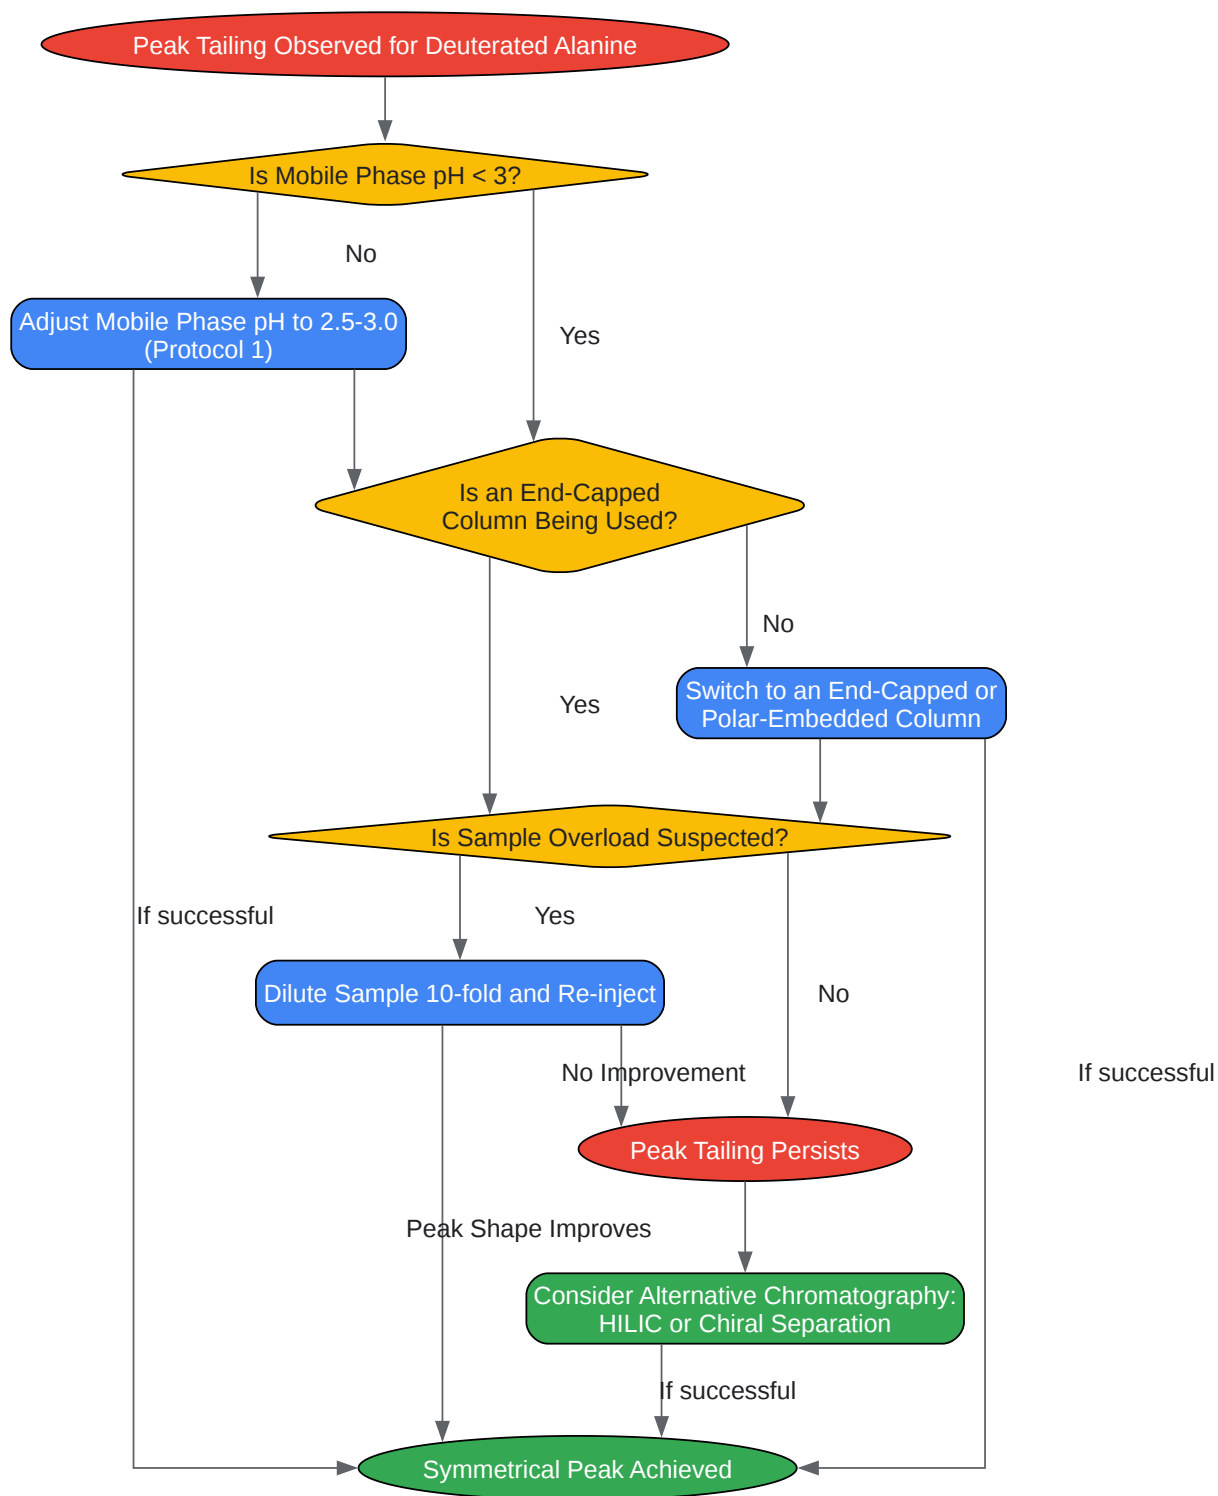 Peak Tailing Observed for Deuterated Alanine
Is Mobile Phase pH < 3?
No
Adjust Mobile Phase pH to 2.5-3.0
(Protocol 1)
Yes
Is an End-Capped
Column Being Used?
No
Switch to an End-Capped or
Polar-Embedded Column
Yes
Is Sample Overload Suspected?
If successful
Yes
Dilute Sample 10-fold and Re-inject
No
No Improvement
If successful
Peak Tailing Persists
Peak Shape Improves
Consider Alternative Chromatography:
HILIC or Chiral Separation
If successful
Symmetrical Peak Achieved